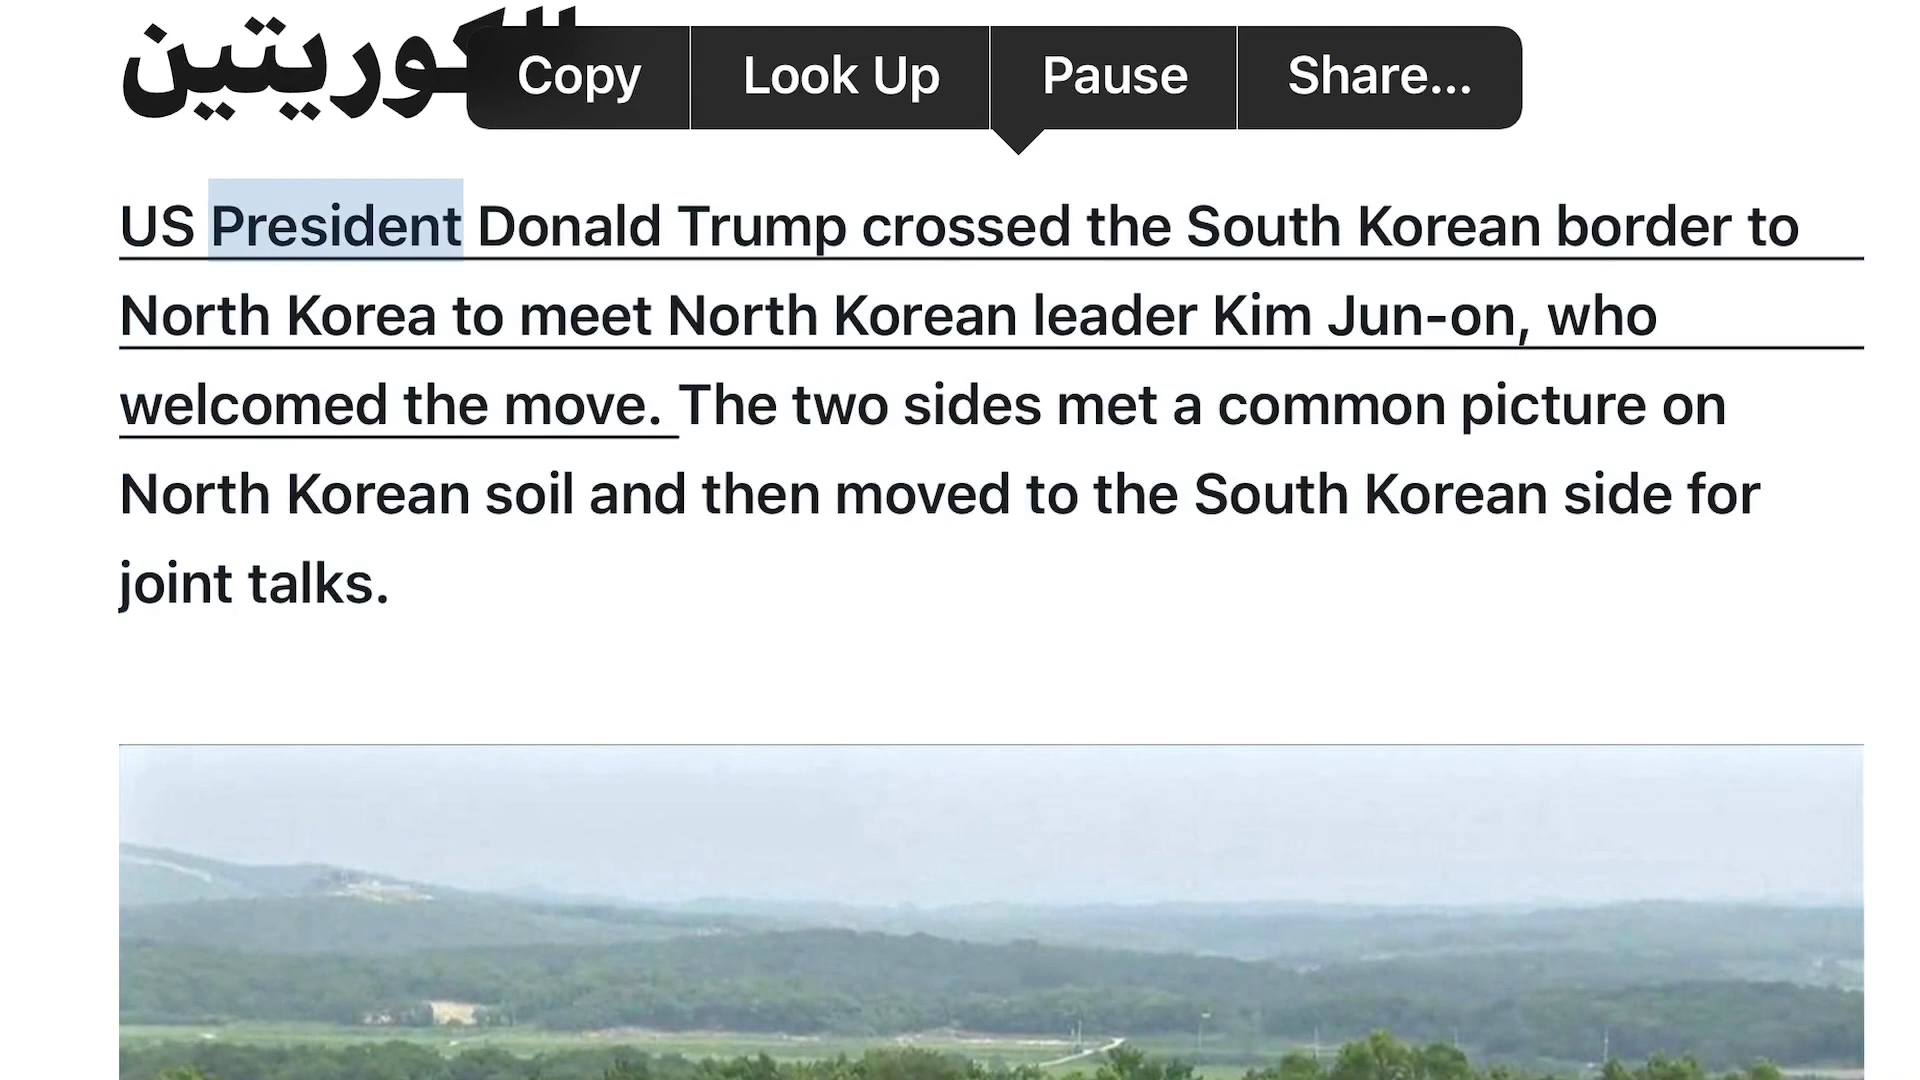 الكوريتين
Copy Look Up Pause Share...
US President Donald Trump crossed the South Korean border to
North Korea to meet North Korean leader Kim Jun-on, who
welcomed the move. The two sides met a common picture on
North Korean soil and then moved to the South Korean side for
joint talks.